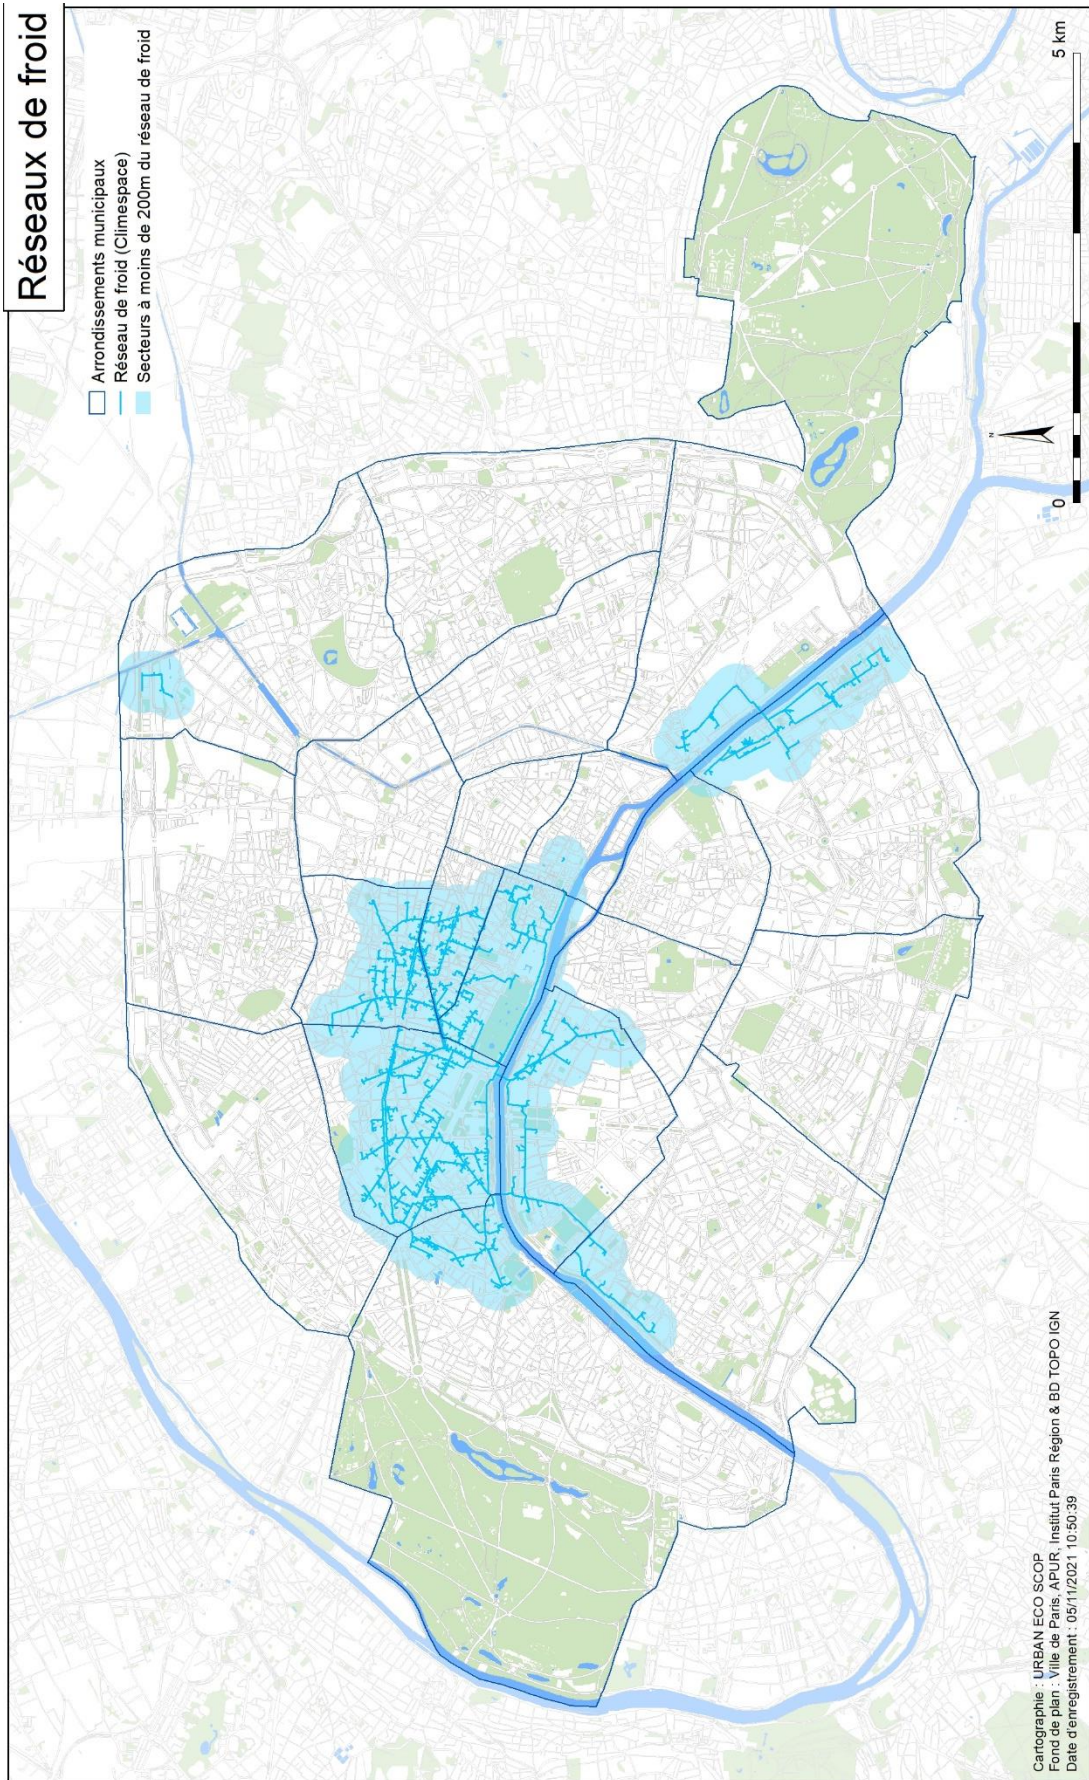 Réseaux de froid
Arrondissements municipaux
Réseau de froid (Climespace)
Secteurs à moins de 200m du réseau de froid
N
0
5 km
Cartographie : URBAN ECO SCOP
Fond de plan : Ville de Paris, APUR, Institut Paris Région & BD TOPO IGN
Date d'enregistrement : 05/11/2021 10:50:39